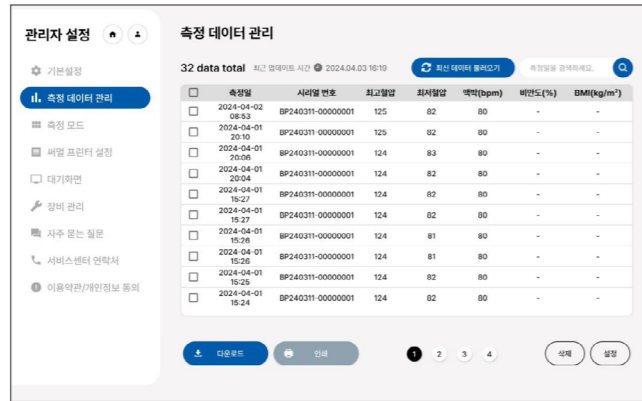 관리자 설정
기본설정
측정 데이터 관리
측정 모드
써멀 프린터 설정
대기화면
장비 관리
자주 묻는 질문
서비스센터 연락처
이용약관/개인정보 동의
측정 데이터 관리
32 data total 최근 업데이트 시간 2024.04.03 16:19
최신 데이터 불러오기
측정일을 검색하세요.
측정일 시리얼 번호 최고혈압 최저혈압 맥박(bpm) 비만도(%) BMI(kg/m²)
2024-04-02
08:53 BP240311-00000001 125 82 80 - -
2024-04-01
20:10 BP240311-00000001 125 82 80 - -
2024-04-01
20:06 BP240311-00000001 124 83 80 - -
2024-04-01
20:04 BP240311-00000001 124 82 80 - -
2024-04-01
15:27 BP240311-00000001 124 82 80 - -
2024-04-01
15:27 BP240311-00000001 124 82 80 - -
2024-04-01
15:26 BP240311-00000001 124 81 80 - -
2024-04-01
15:26 BP240311-00000001 124 81 80 - -
2024-04-01
15:25 BP240311-00000001 124 82 80 - -
2024-04-01
15:24 BP240311-00000001 124 82 80 - -
다운로드 인쇄 1 2 3 4 삭제 설정